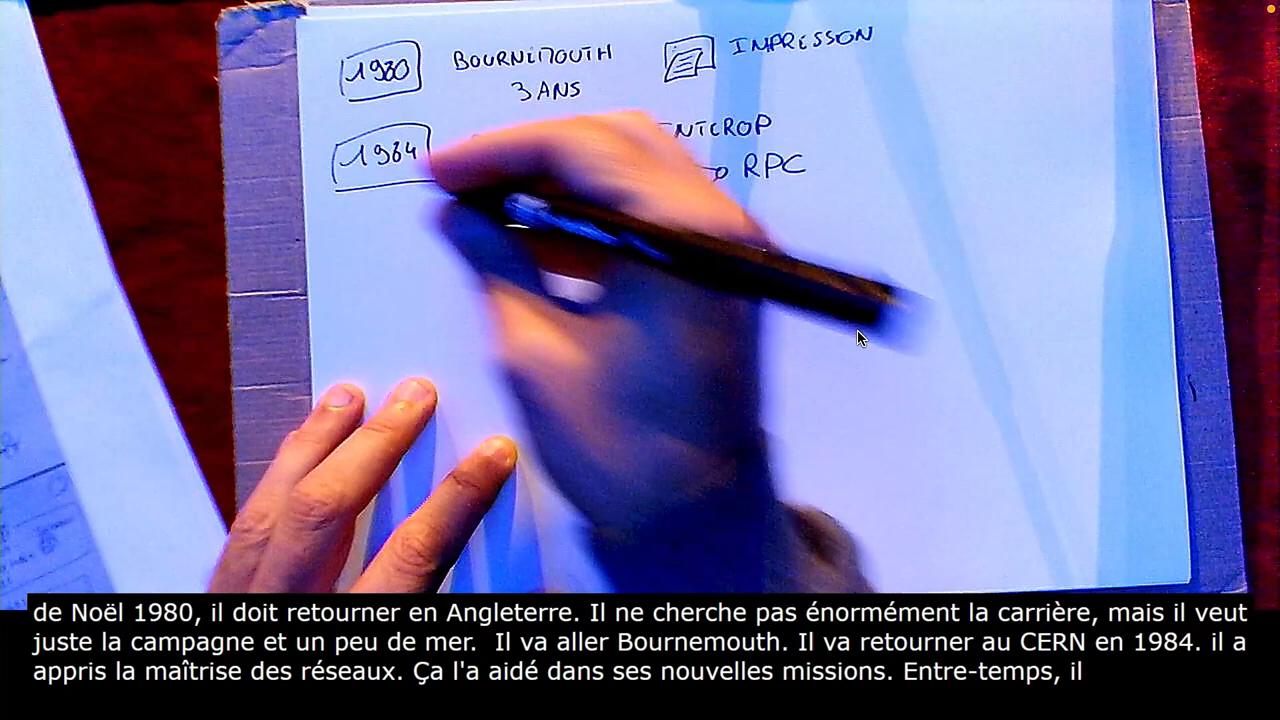 1980 BOURNEMOUTH IMPRESSION
3 ANS
1984
RPC
de Noël 1980, il doit retourner en Angleterre. Il ne cherche pas énormément la carrière, mais il veut
juste la campagne et un peu de mer. Il va aller Bournemouth. Il va retourner au CERN en 1984. il a
appris la maîtrise des réseaux. Ça l'a aidé dans ses nouvelles missions. Entre-temps, il